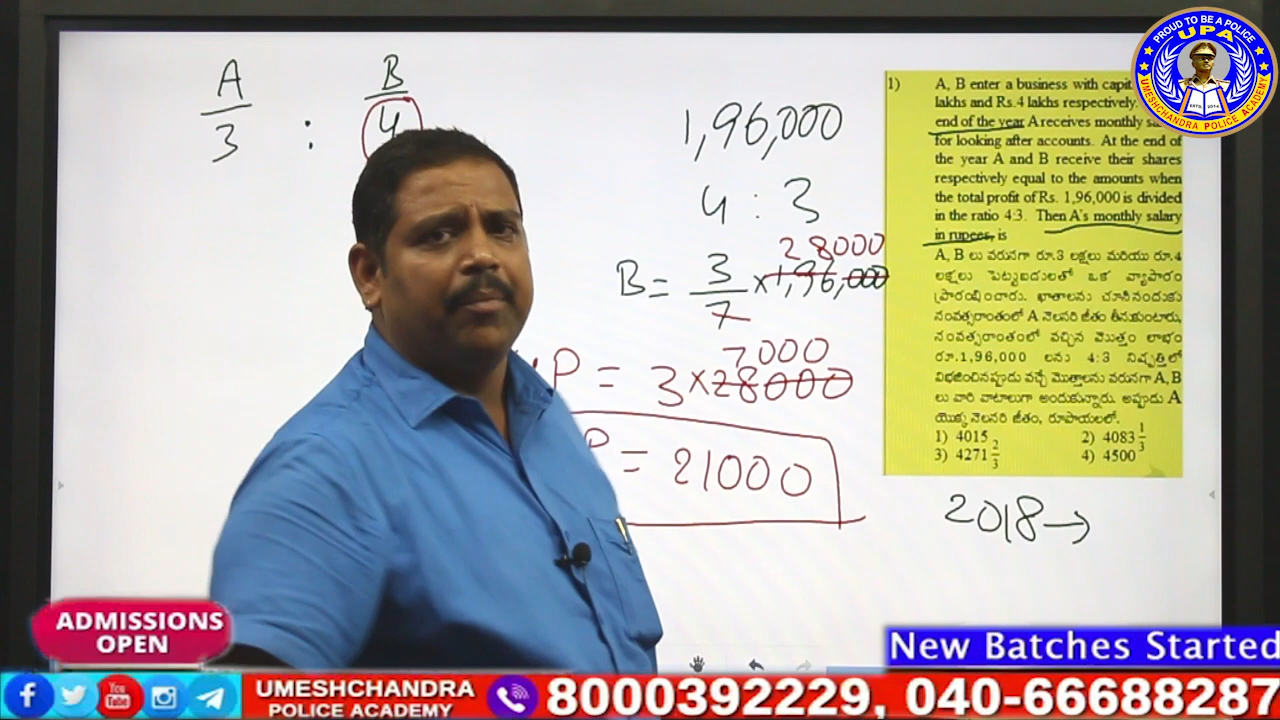 PROUD TO BE A POLICE
UPA
ESTD. 2014
UMESHCHANDRA POLICE ACADEMY
A B
3 : 4
1,96,000
4 : 3
28000
B = 3/7 × 1,96,000
7000
P = 3 × 28000
P = 21000
1) A, B enter a business with
lakhs and Rs.4 lakhs respectively.
end of the year A receives monthly
for looking after accounts. At the end of
the year A and B receive their shares
respectively equal to the amounts when
the total profit of Rs. 1,96,000 is divided
in the ratio 4:3. Then A's monthly salary
in rupees, is
A, B లు వరుసగా రూ.3 లక్షలు మరియు రూ.4
లక్షలు పెట్టుబడులతో ఒక వ్యాపారం
ప్రారంభించారు. ఖాతాలను చూసినందుకు
సంవత్సరాంతంలో A నెలసరి జీతం తీసుకుంటారు,
సంవత్సరాంతంలో వచ్చిన మొత్తం లాభం
రూ.1,96,000 లను 4:3 నిష్పత్తిలో
విభజించినప్పుడు వచ్చే మొత్తాలను వరుసగా A, B
లు వారి వాటాలుగా అందుకున్నారు. అప్పుడు A
యొక్క నెలసరి జీతం, రూపాయలలో.
1) 4015 2) 4083 1/3
3) 4271 2/3 4) 4500
2018→
ADMISSIONS
OPEN
New Batches Started
You Tube
UMESHCHANDRA
POLICE ACADEMY
8000392229, 040-66688287